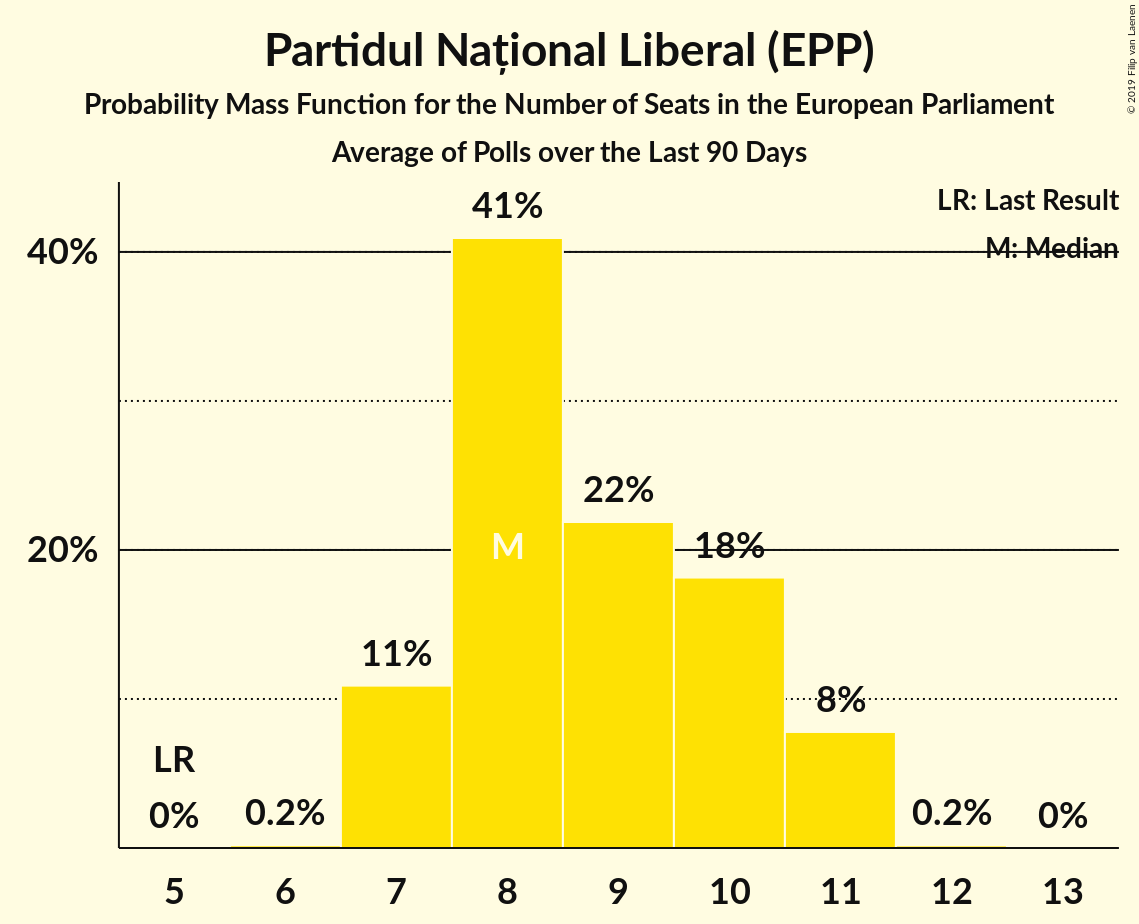 Partidul Național Liberal (EPP)
Probability Mass Function for the Number of Seats in the European Parliament
Average of Polls over the Last 90 Days
© 2019 Filip van Laenen
LR: Last Result
M: Median
40%
20%
41%
22%
18%
11%
8%
M
LR
0%
0.2%
0.2%
0%
5 6 7 8 9 10 11 12 13